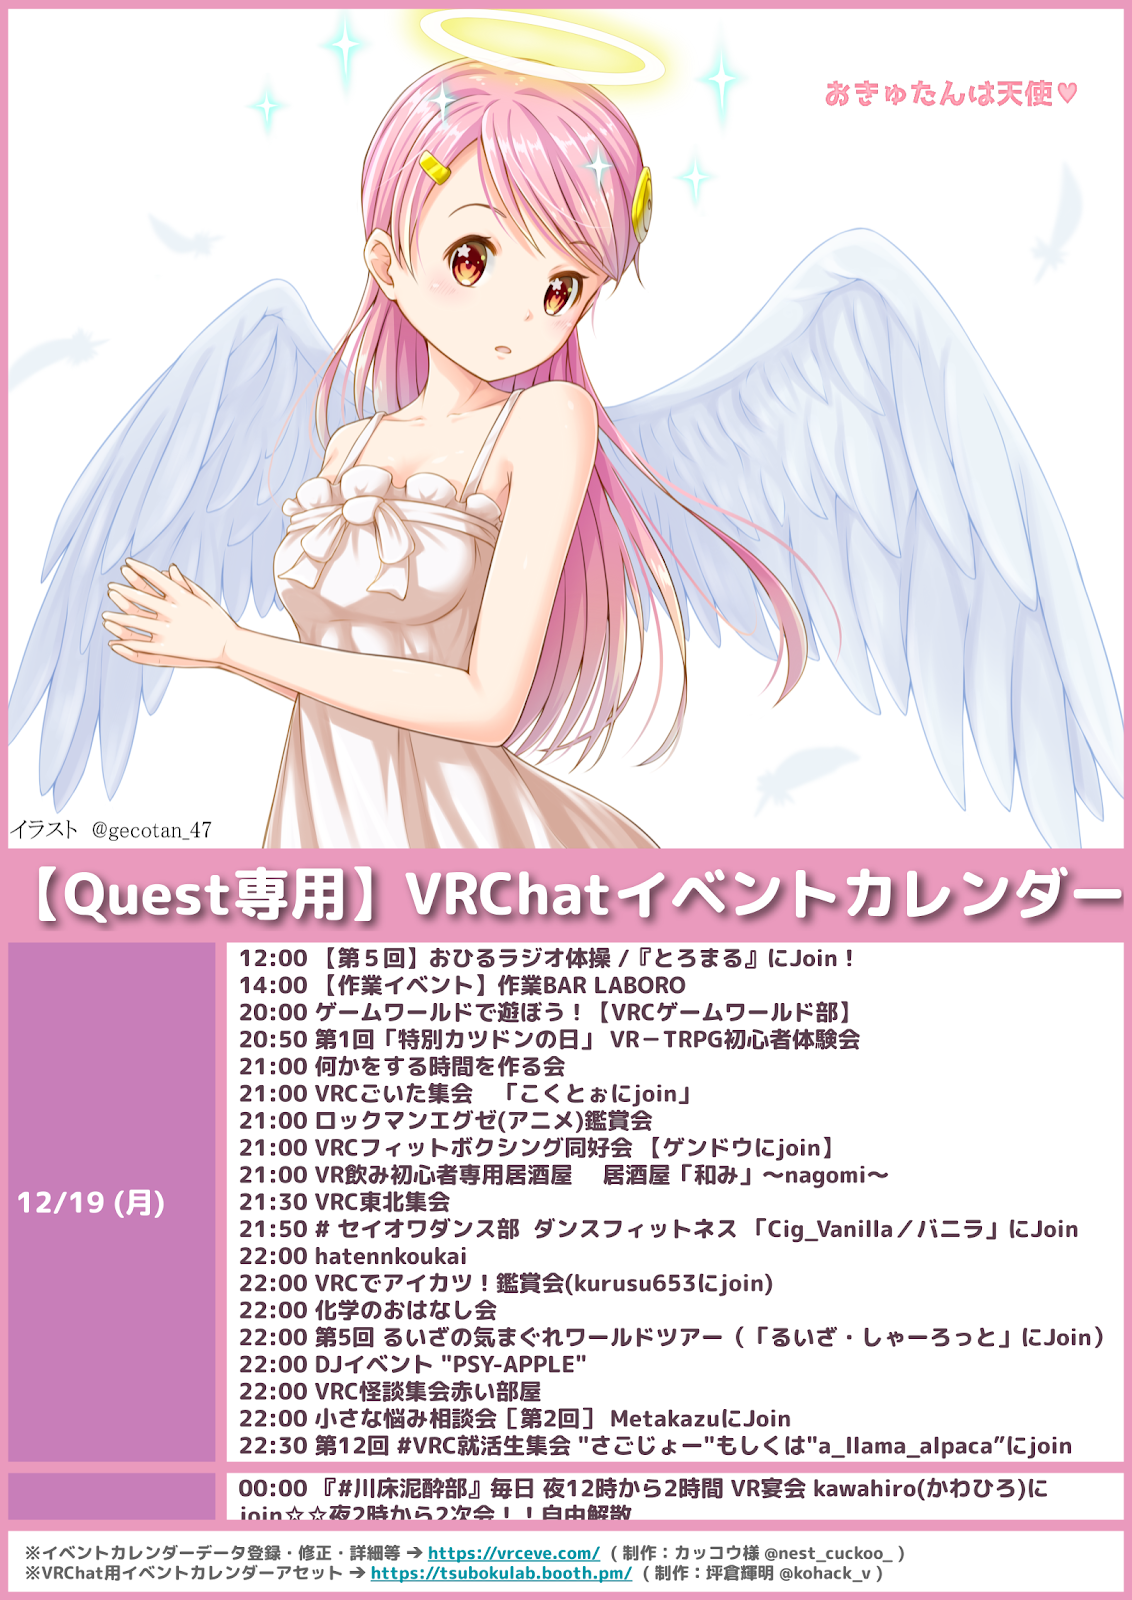 おきゅたんは天使♥
イラスト @gecotan_47
【Quest専用】VRChatイベントカレンダー
12/19 (月)
12:00 【第５回】おひるラジオ体操 /『とろまる』にJoin！
14:00 【作業イベント】作業BAR LABORO
20:00 ゲームワールドで遊ぼう！【VRCゲームワールド部】
20:50 第1回「特別カツドンの日」 VR－TRPG初心者体験会
21:00 何かをする時間を作る会
21:00 VRCごいた集会　「こくとぉにjoin」
21:00 ロックマンエグゼ(アニメ)鑑賞会
21:00 VRCフィットボクシング同好会 【ゲンドウにjoin】
21:00 VR飲み初心者専用居酒屋　 居酒屋「和み」～nagomi～
21:30 VRC東北集会
21:50 # セイオワダンス部 ダンスフィットネス 「Cig_Vanilla／バニラ」にJoin
22:00 hatennkoukai
22:00 VRCでアイカツ！鑑賞会(kurusu653にjoin)
22:00 化学のおはなし会
22:00 第5回 るいざの気まぐれワールドツアー（「るいざ・しゃーろっと」にJoin）
22:00 DJイベント "PSY-APPLE"
22:00 VRC怪談集会赤い部屋
22:00 小さな悩み相談会［第2回］ MetakazuにJoin
22:30 第12回 #VRC就活生集会 "さごじょー"もしくは"a_llama_alpaca”にjoin
00:00 『#川床泥酔部』毎日 夜12時から2時間 VR宴会 kawahiro(かわひろ)に
join☆☆夜2時から2次会！！自由解散
※イベントカレンダーデータ登録・修正・詳細等 ➔ https://vrceve.com/ ( 制作：カッコウ様 @nest_cuckoo_ )
※VRChat用イベントカレンダーアセット ➔ https://tsubokulab.booth.pm/ ( 制作：坪倉輝明 @kohack_v )